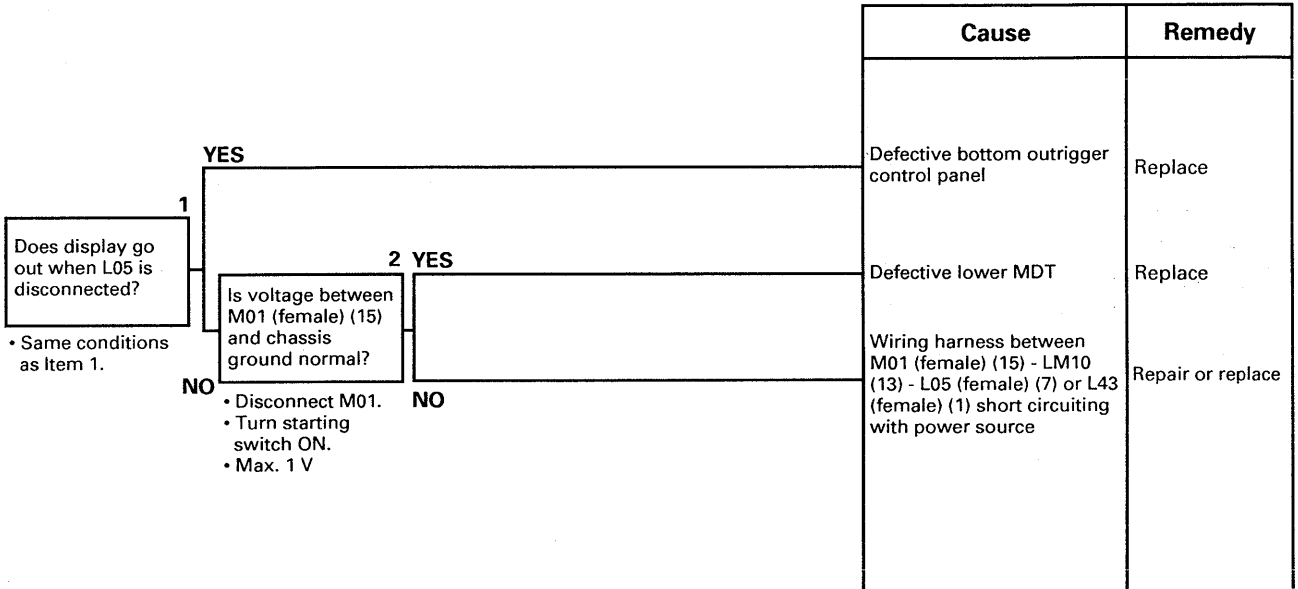 Cause
Remedy
YES
Defective bottom outrigger
control panel
Replace
1
Does display go
out when L05 is
disconnected?
• Same conditions
as Item 1.
2 YES
Defective lower MDT
Replace
Is voltage between
M01 (female) (15)
and chassis
ground normal?
NO
• Disconnect M01.
• Turn starting
switch ON.
• Max. 1 V
NO
Wiring harness between
M01 (female) (15) - LM10
(13) - L05 (female) (7) or L43
(female) (1) short circuiting
with power source
Repair or replace